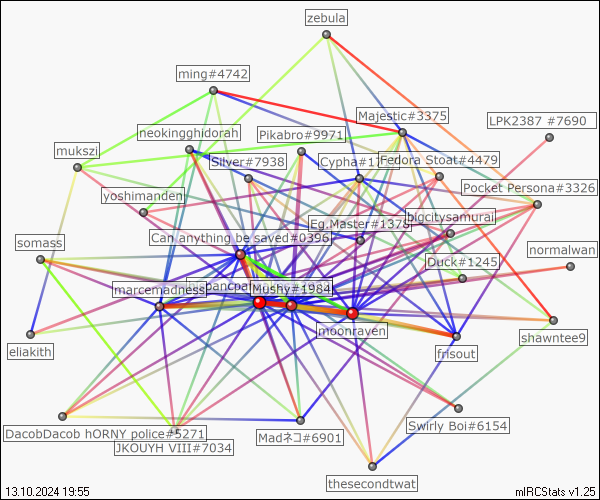 zebula
ming#4742
Majestic#3375
LPK2387 #7690
neokingghidorah
Pikabro#9971
mukszi
Silver#7938
Fedora Stoat#4479
Pocket Persona#3326
yoshimanden
bigcitysamurai
Eg.Master#1378
Can anything be saved#0396
somass
normalwan
Duck#1245
marcemadness
Mushy#1984
moonraven
shawntee9
eliakith
frisout
Swirly Boi#6154
DacobDacob hORNY police#5271
Madネコ#6901
JKOUYH VIII#7034
thesecondtwat
13.10.2024 19:55
mIRCStats v1.25